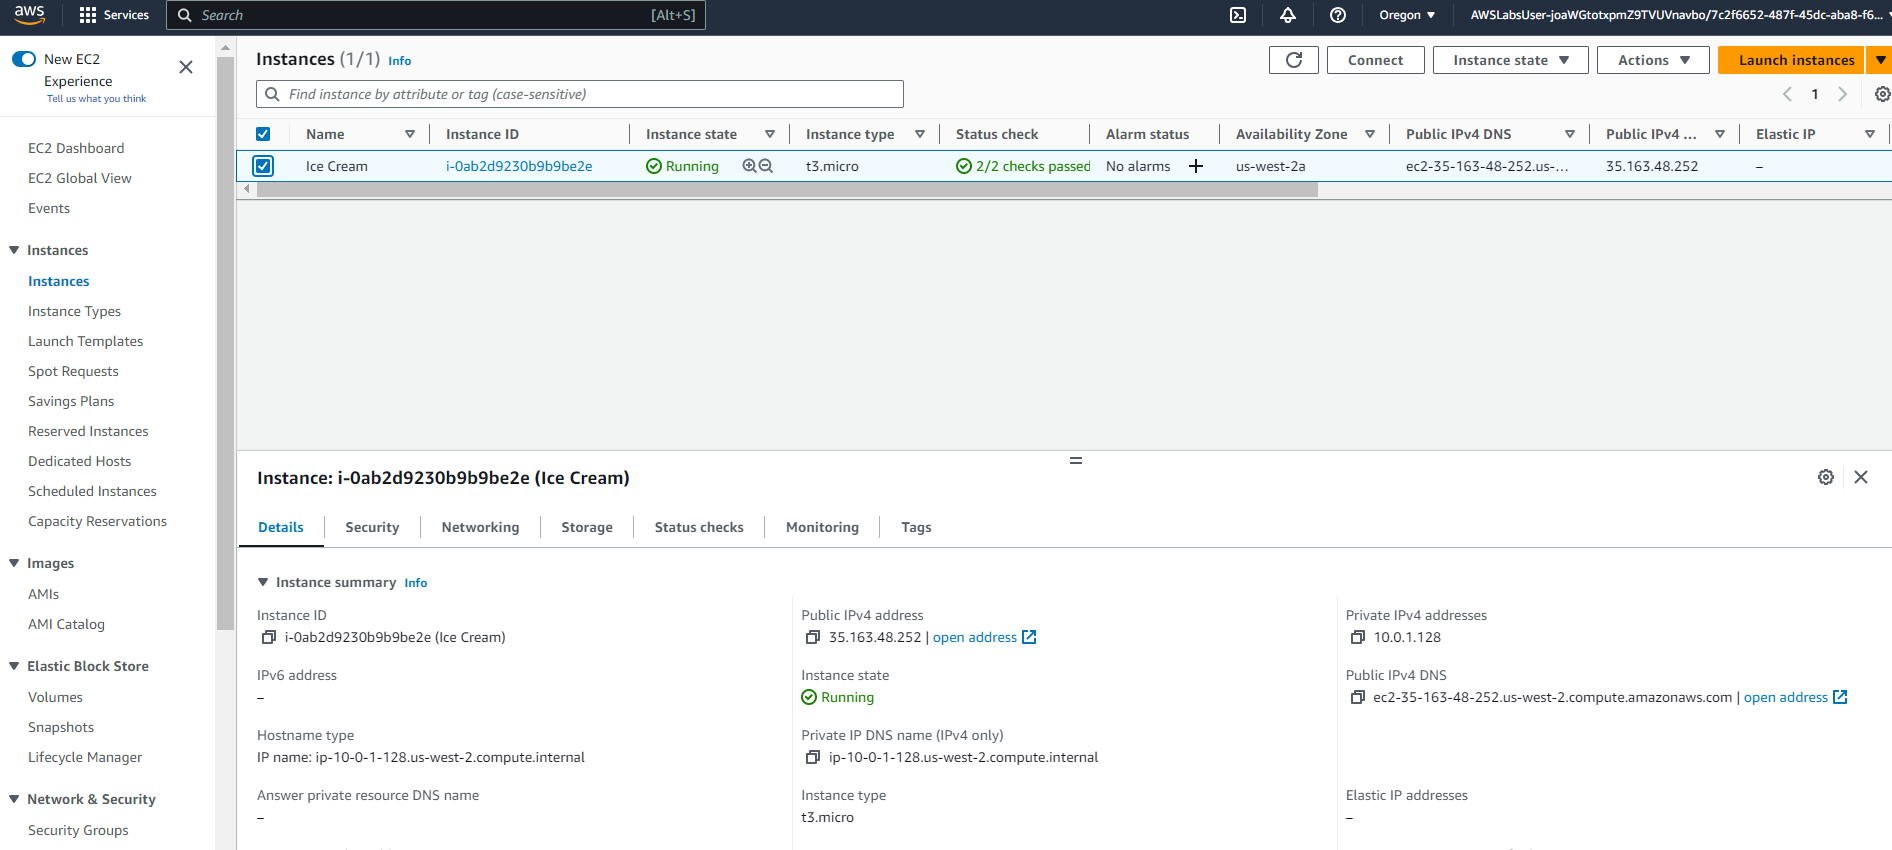 aws
Services
Search
[Alt+S]
Oregon
AWSLabsUser-joaWGtotxpmZ9TVUVnavbo/7c2f6652-487f-45dc-aba8-f6...
New EC2
Experience
Tell us what you think
EC2 Dashboard
EC2 Global View
Events
Instances
Instances
Instance Types
Launch Templates
Spot Requests
Savings Plans
Reserved Instances
Dedicated Hosts
Scheduled Instances
Capacity Reservations
Images
AMIs
AMI Catalog
Elastic Block Store
Volumes
Snapshots
Lifecycle Manager
Network & Security
Security Groups
Instances (1/1) Info
Connect
Instance state
Actions
Launch instances
Find instance by attribute or tag (case-sensitive)
1
Name Instance ID Instance state Instance type Status check Alarm status Availability Zone Public IPv4 DNS Public IPv4 ... Elastic IP
Ice Cream i-0ab2d9230b9b9be2e Running t3.micro 2/2 checks passed No alarms us-west-2a ec2-35-163-48-252.us-... 35.163.48.252 –
Instance: i-0ab2d9230b9b9be2e (Ice Cream)
Details Security Networking Storage Status checks Monitoring Tags
Instance summary Info
Instance ID
i-0ab2d9230b9b9be2e (Ice Cream)
Public IPv4 address
35.163.48.252 | open address
Private IPv4 addresses
10.0.1.128
IPv6 address
–
Instance state
Running
Public IPv4 DNS
ec2-35-163-48-252.us-west-2.compute.amazonaws.com | open address
Hostname type
IP name: ip-10-0-1-128.us-west-2.compute.internal
Private IP DNS name (IPv4 only)
ip-10-0-1-128.us-west-2.compute.internal
Answer private resource DNS name
–
Instance type
t3.micro
Elastic IP addresses
–